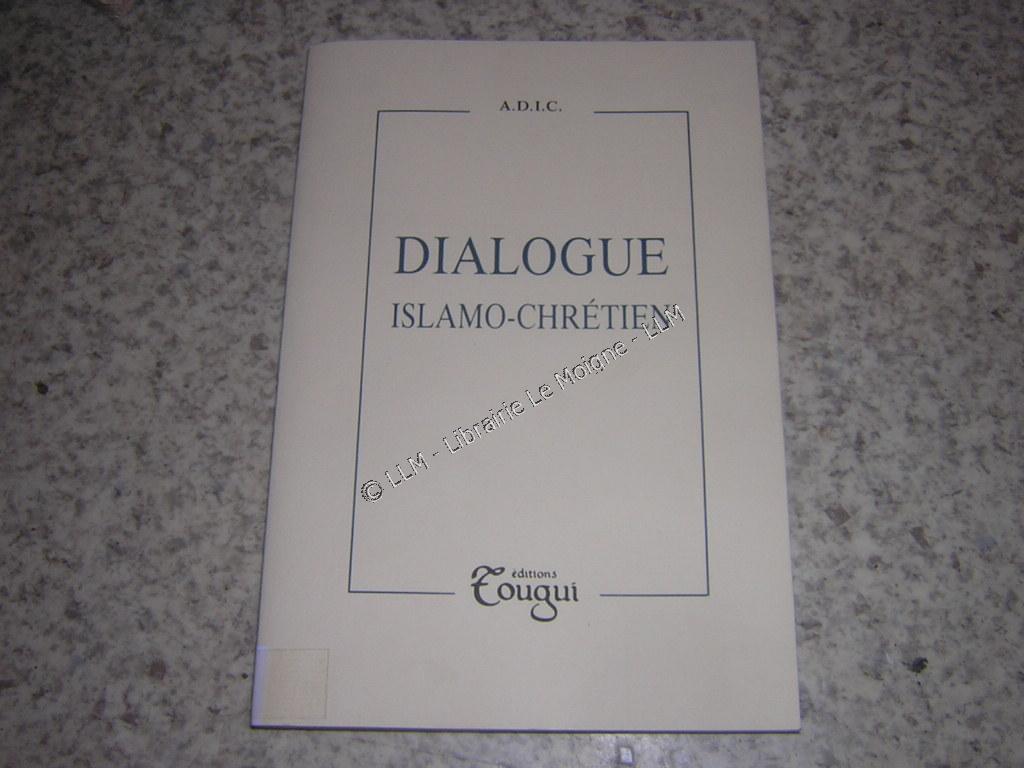 A.D.I.C.
DIALOGUE
ISLAMO-CHRÉTIEN
© LLM - Librairie Le Moigne - LLM
éditions
Tougui